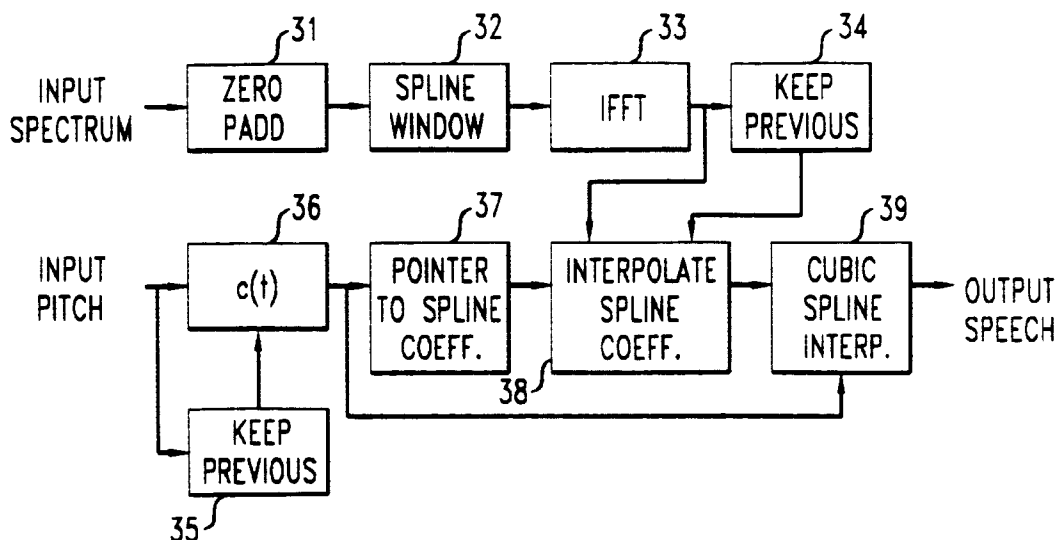 31
32
33
34
INPUT
SPECTRUM
ZERO
PADD
SPLINE
WINDOW
IFFT
KEEP
PREVIOUS
36
37
39
INPUT
PITCH
c(t)
POINTER
TO SPLINE
COEFF.
INTERPOLATE
SPLINE
COEFF.
CUBIC
SPLINE
INTERP.
OUTPUT
SPEECH
38
KEEP
PREVIOUS
35